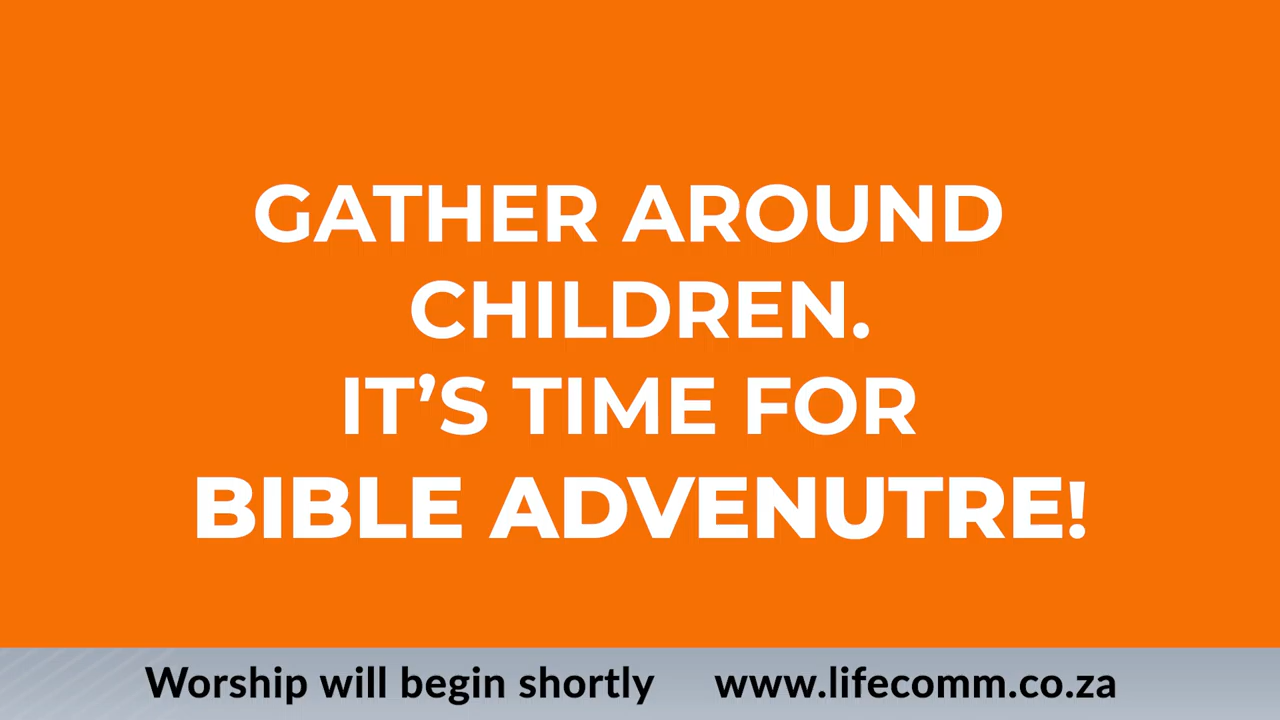 GATHER AROUND
CHILDREN.
IT’S TIME FOR
BIBLE ADVENUTRE!
Worship will begin shortly www.lifecomm.co.za